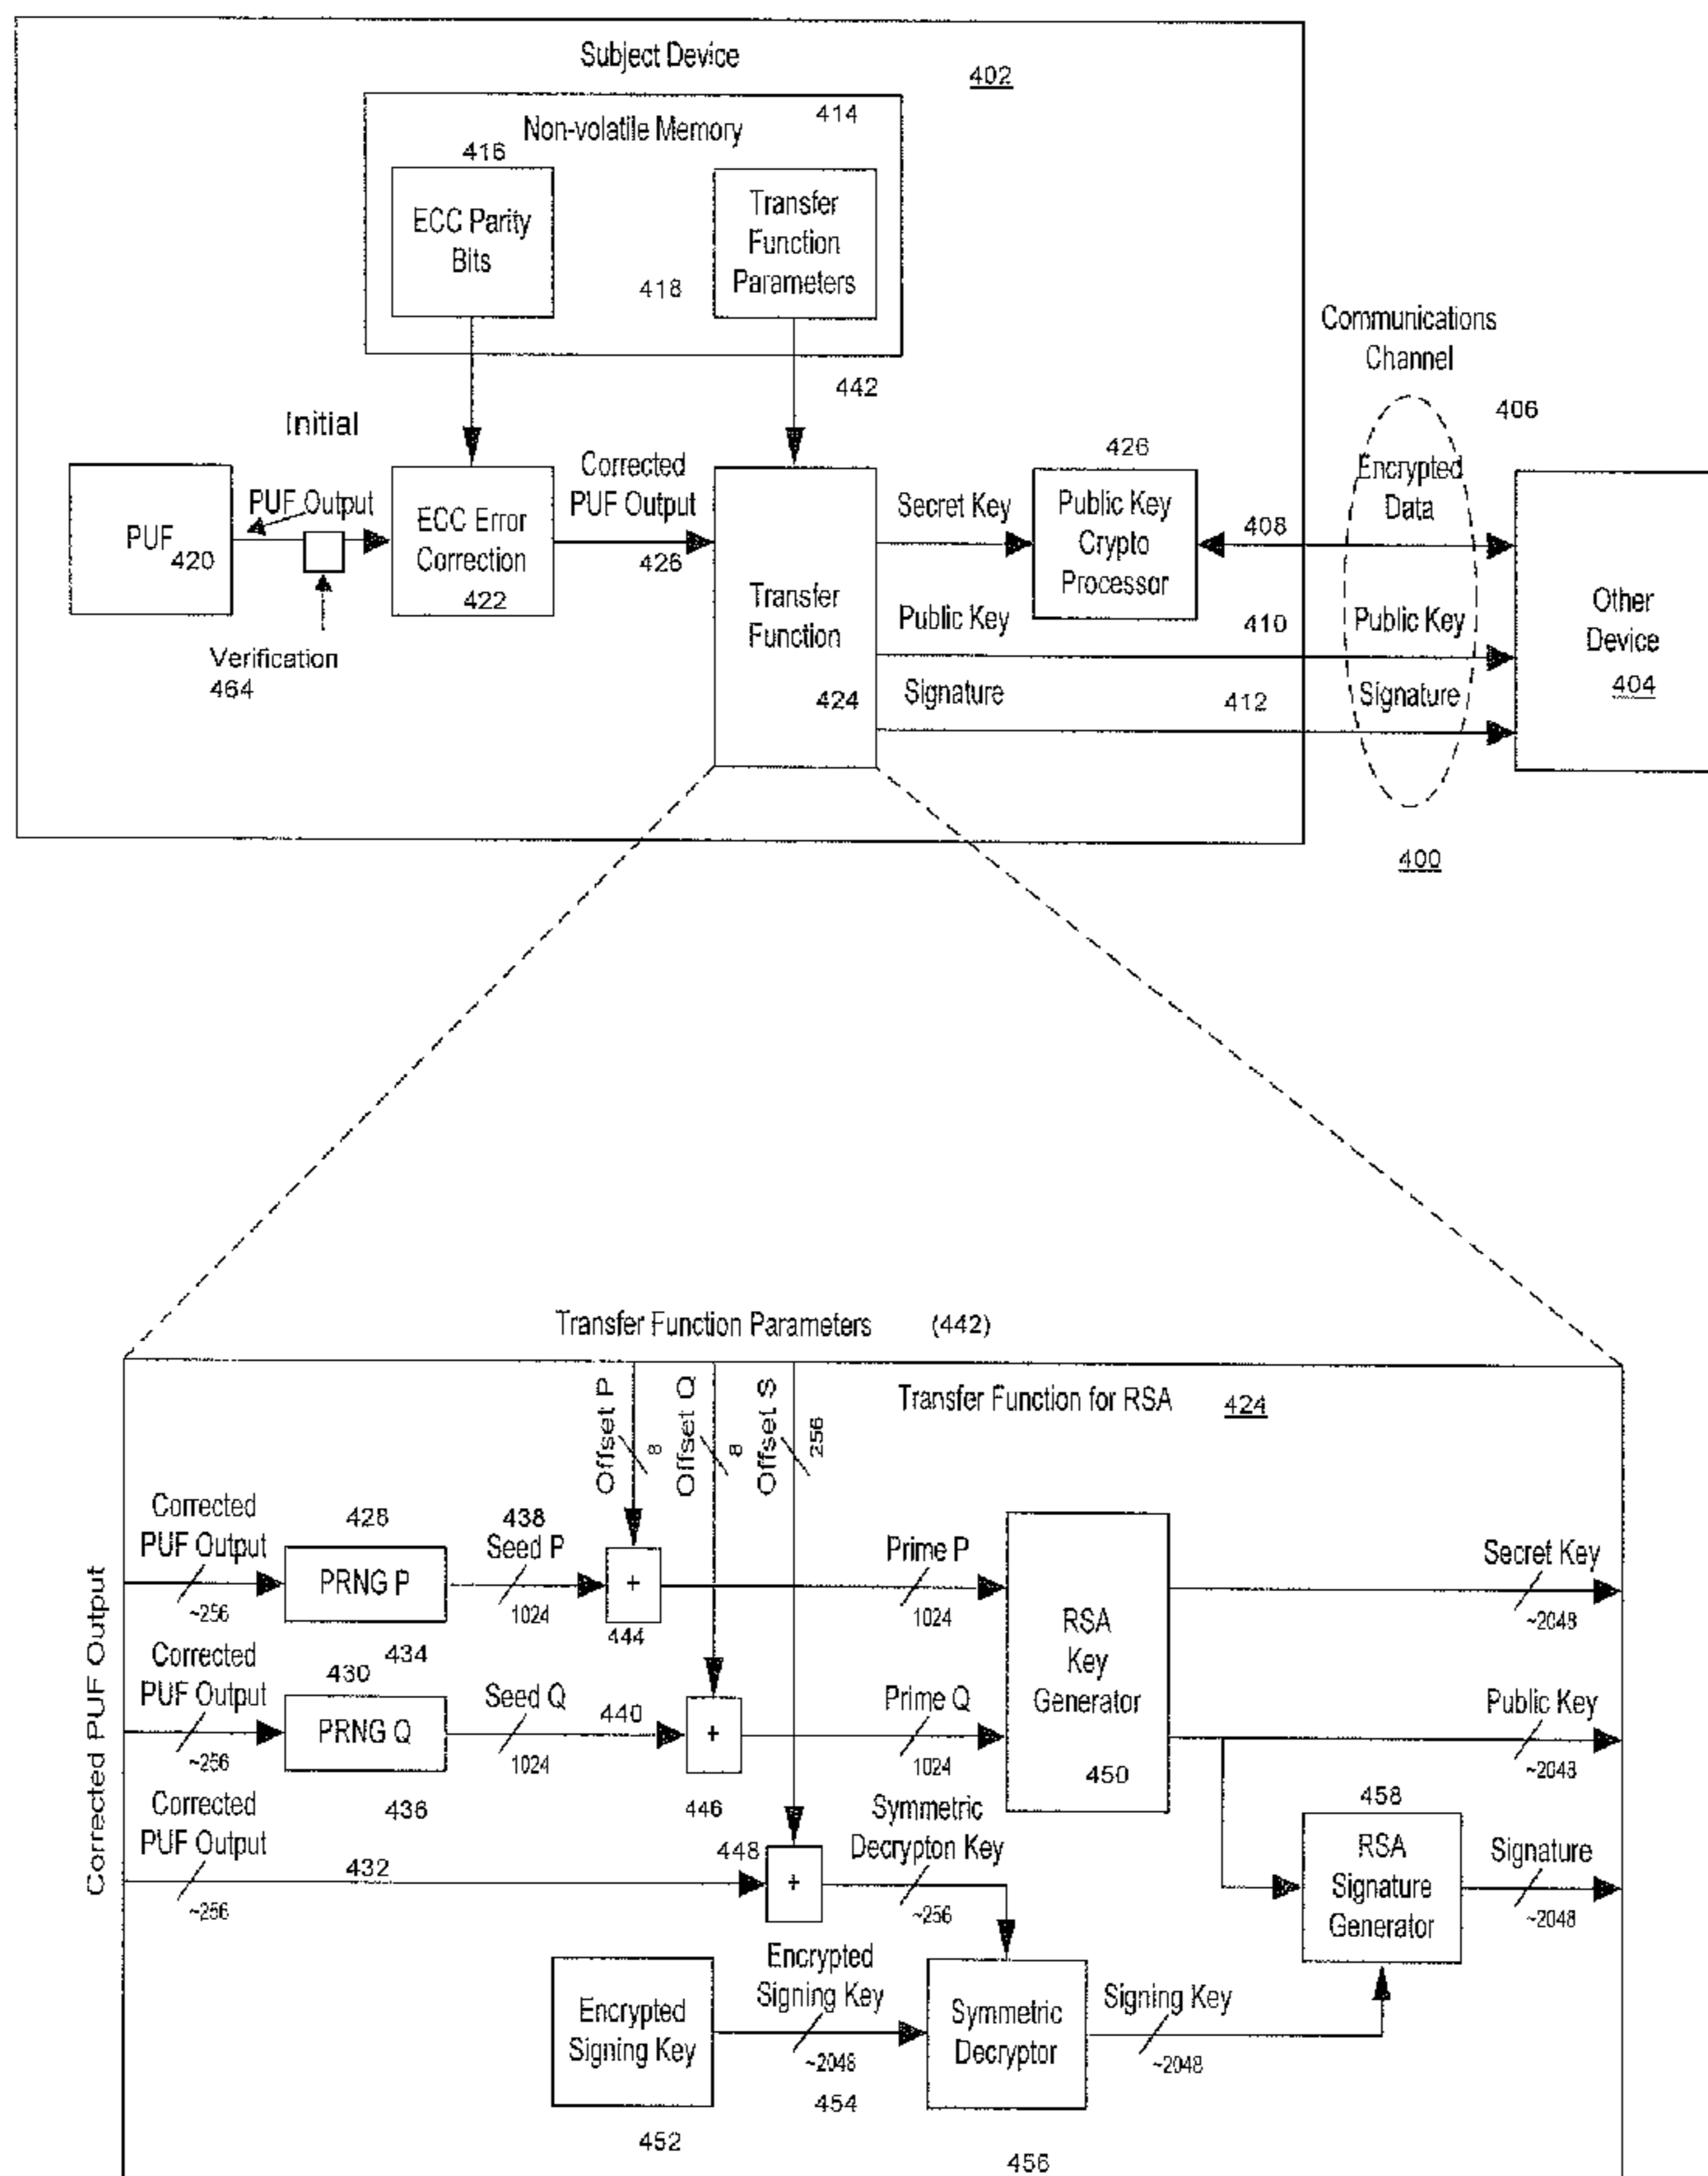 Subject Device
402
Non-volatile Memory
414
416
ECC Parity
Bits
418
Transfer
Function
Parameters
442
Communications
Channel
406
Initial
PUF Output
PUF
420
Verification
464
ECC Error
Correction
422
Corrected
PUF Output
426
Transfer
Function
424
Secret Key
426
Public Key
Crypto
Processor
408
Encrypted
Data
Public Key
410
Public Key
Signature
412
Signature
Other
Device
404
400
Transfer Function Parameters (442)
Transfer Function for RSA 424
Offset P
8
Offset Q
8
Offset S
256
Corrected PUF Output
Corrected
PUF Output
~256
428
PRNG P
434
438
Seed P
1024
+
444
Prime P
1024
RSA
Key
Generator
450
Secret Key
~2048
Corrected
PUF Output
~256
430
PRNG Q
436
Seed Q
1024
440
+
446
Prime Q
1024
Public Key
~2048
Corrected
PUF Output
~256
432
448
+
Symmetric
Decrypton Key
~256
458
RSA
Signature
Generator
Signature
~2048
Encrypted
Signing Key
452
Encrypted
Signing Key
~2048
454
Symmetric
Decryptor
456
Signing Key
~2048